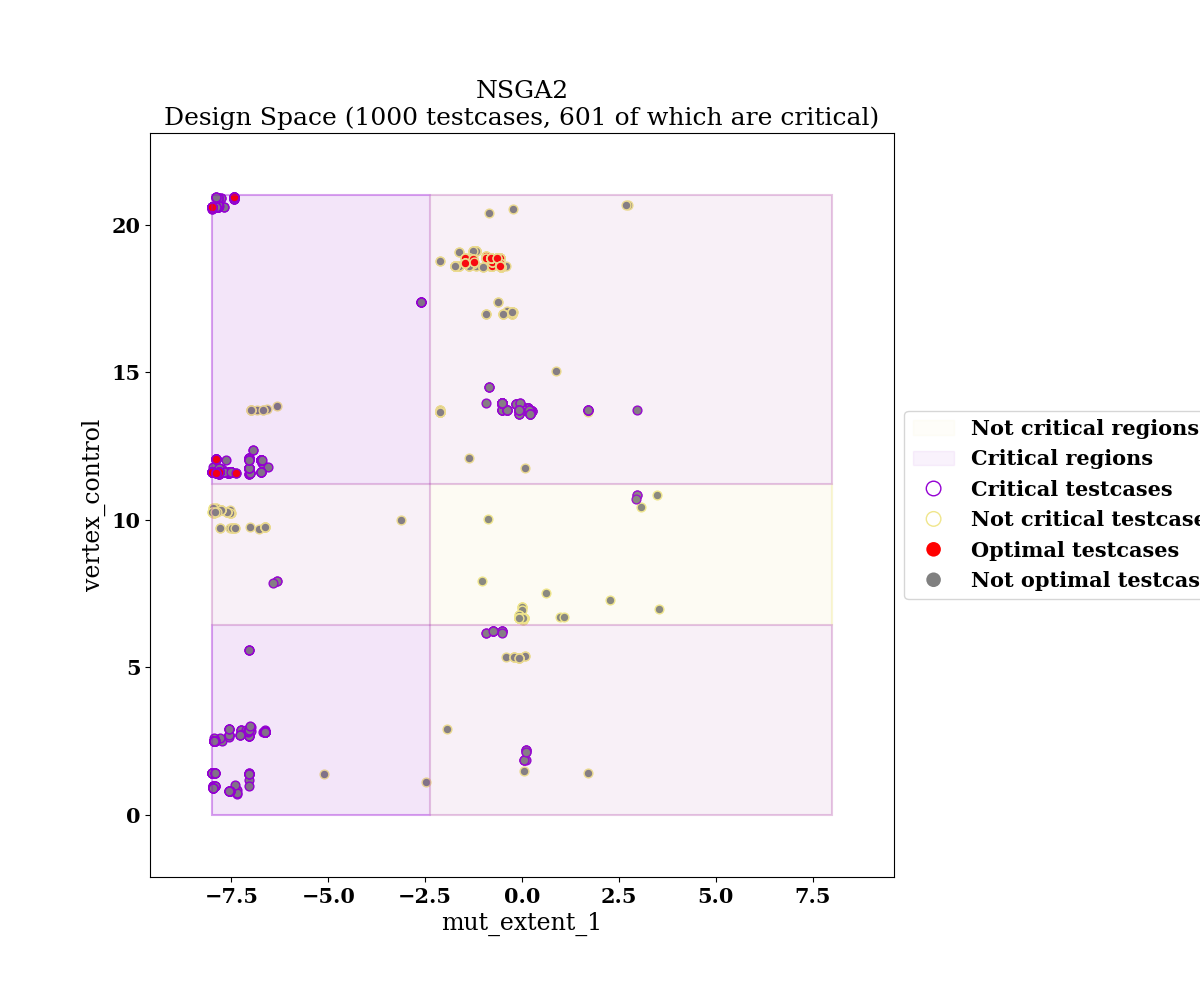 NSGA2
Design Space (1000 testcases, 601 of which are critical)
20
15
10
5
0
vertex_control
−7.5 −5.0 −2.5 0.0 2.5 5.0 7.5
mut_extent_1
Not critical regions
Critical regions
Critical testcases
Not critical testcase
Optimal testcases
Not optimal testcas